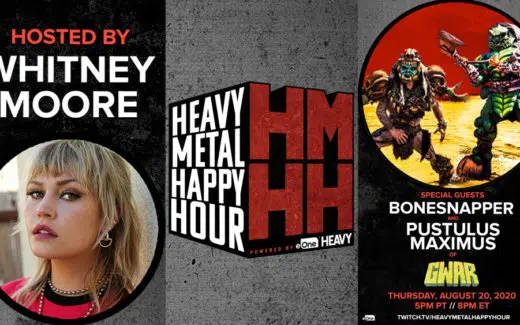 HOSTED BY
WHITNEY
MOORE
HEAVY
METAL
HAPPY
HOUR
HM
HH
POWERED BY eOne HEAVY
SPECIAL GUESTS
BONESNAPPER
AND
PUSTULUS
MAXIMUS
OF
GWAR
THURSDAY, AUGUST 20, 2020
5PM PT // 8PM ET
TWITCH.TV/HEAVYMETALHAPPYHOUR